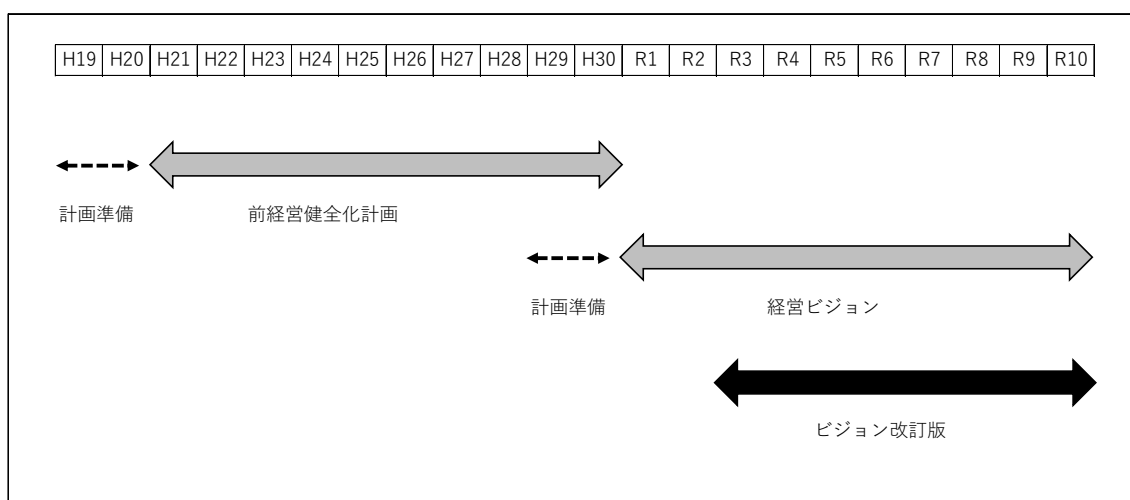 H19 H20 H21 H22 H23 H24 H25 H26 H27 H28 H29 H30 R1 R2 R3 R4 R5 R6 R7 R8 R9 R10
計画準備 前経営健全化計画
計画準備 経営ビジョン
ビジョン改訂版